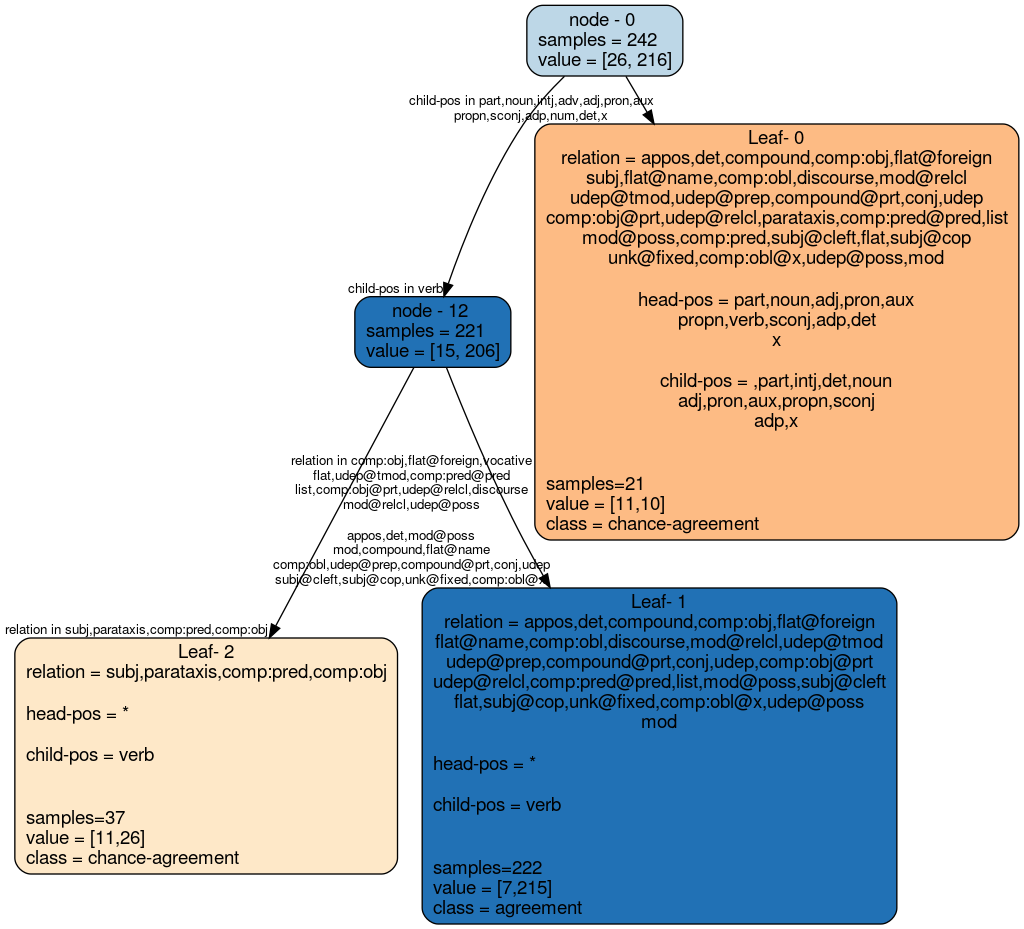 node - 0
samples = 242
value = [26, 216]
child-pos in part,noun,intj,adv,adj,pron,aux
propn,sconj,adp,num,det,x
Leaf- 0
relation = appos,det,compound,comp:obj,flat@foreign
subj,flat@name,comp:obl,discourse,mod@relcl
udep@tmod,udep@prep,compound@prt,conj,udep
comp:obj@prt,udep@relcl,parataxis,comp:pred@pred,list
mod@poss,comp:pred,subj@cleft,flat,subj@cop
unk@fixed,comp:obl@x,udep@poss,mod
head-pos = part,noun,adj,pron,aux
propn,verb,sconj,adp,det
x
child-pos = ,part,intj,det,noun
adj,pron,aux,propn,sconj
adp,x
samples=21
value = [11,10]
class = chance-agreement
child-pos in verb
node - 12
samples = 221
value = [15, 206]
relation in comp:obj,flat@foreign,vocative
flat,udep@tmod,comp:pred@pred
list,comp:obj@prt,udep@relcl,discourse
mod@relcl,udep@poss
appos,det,mod@poss
mod,compound,flat@name
comp:obl,udep@prep,compound@prt,conj,udep
subj@cleft,subj@cop,unk@fixed,comp:obl@x
relation in subj,parataxis,comp:pred,comp:obj
Leaf- 2
relation = subj,parataxis,comp:pred,comp:obj
head-pos = *
child-pos = verb
samples=37
value = [11,26]
class = chance-agreement
Leaf- 1
relation = appos,det,compound,comp:obj,flat@foreign
flat@name,comp:obl,discourse,mod@relcl,udep@tmod
udep@prep,compound@prt,conj,udep,comp:obj@prt
udep@relcl,comp:pred@pred,list,mod@poss,subj@cleft
flat,subj@cop,unk@fixed,comp:obl@x,udep@poss
mod
head-pos = *
child-pos = verb
samples=222
value = [7,215]
class = agreement